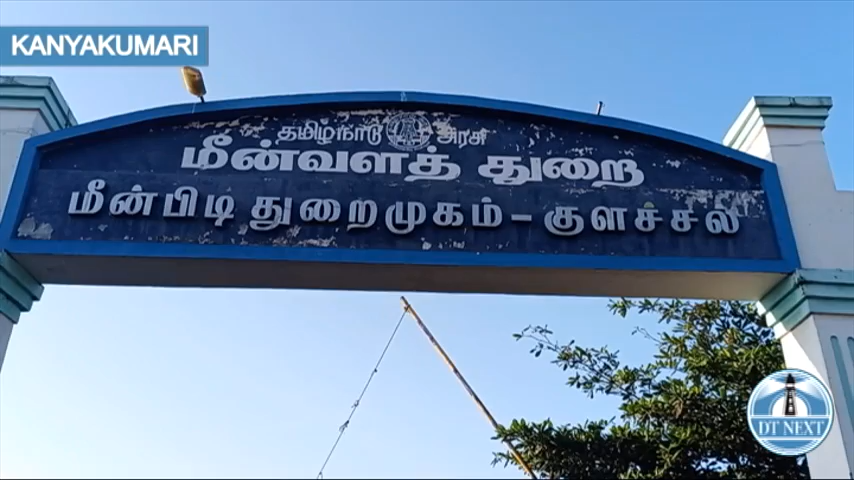 KANYAKUMARI
தமிழ்நாடு அரசு
மீன்வளத் துறை
மீன்பிடி துறைமுகம் - குளச்சல்
DT NEXT